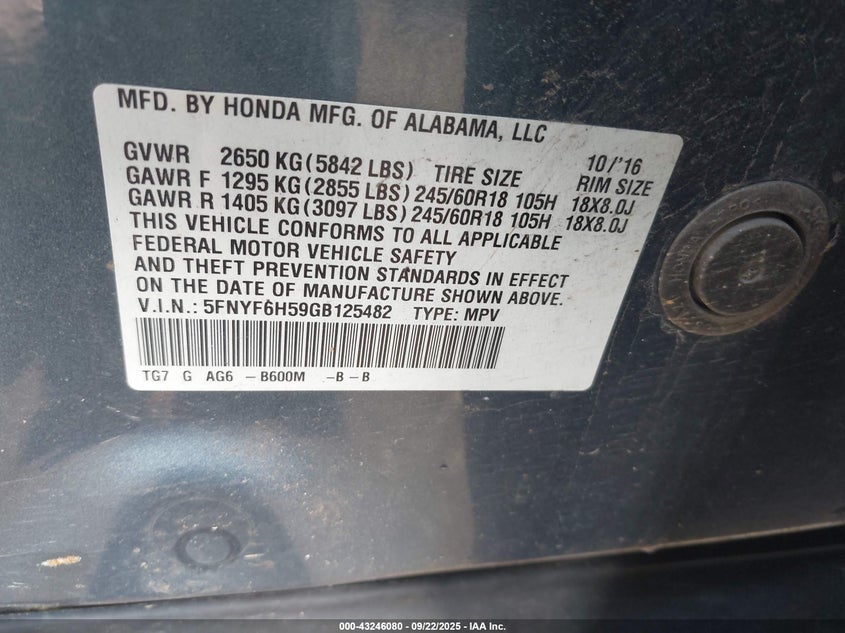 MFD. BY HONDA MFG. OF ALABAMA, LLC
10/'16
GVWR 2650 KG (5842 LBS) TIRE SIZE RIM SIZE
GAWR F 1295 KG (2855 LBS) 245/60R18 105H 18X8.0J
GAWR R 1405 KG (3097 LBS) 245/60R18 105H 18X8.0J
THIS VEHICLE CONFORMS TO ALL APPLICABLE
FEDERAL MOTOR VEHICLE SAFETY
AND THEFT PREVENTION STANDARDS IN EFFECT
ON THE DATE OF MANUFACTURE SHOWN ABOVE.
V.I.N.: 5FNYF6H59GB125482 TYPE: MPV
TG7 G AG6 -B600M -B-B
000-43246080 - 09/22/2025 - IAA Inc.